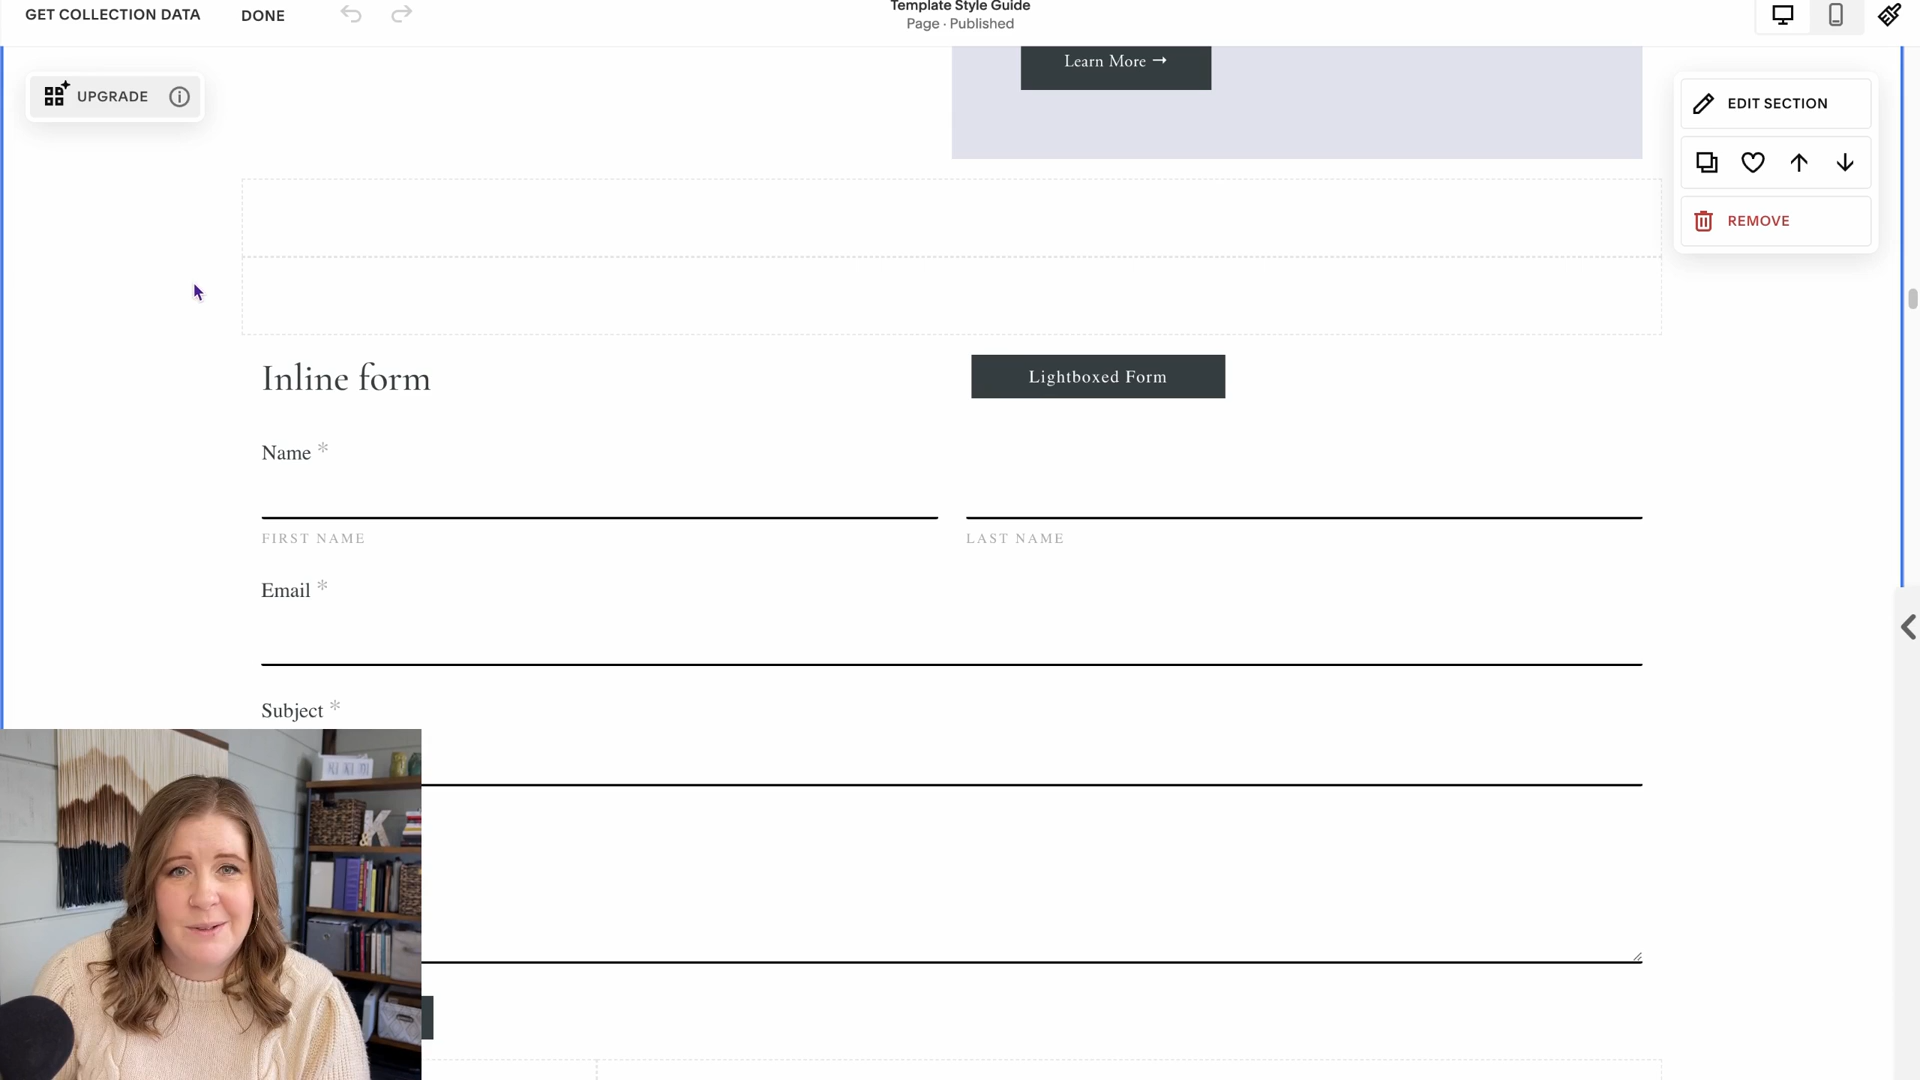 GET COLLECTION DATA
DONE
Template Style Guide
Page · Published
Learn More →
UPGRADE
EDIT SECTION
REMOVE
Inline form
Lightboxed Form
Name *
FIRST NAME
LAST NAME
Email *
Subject *